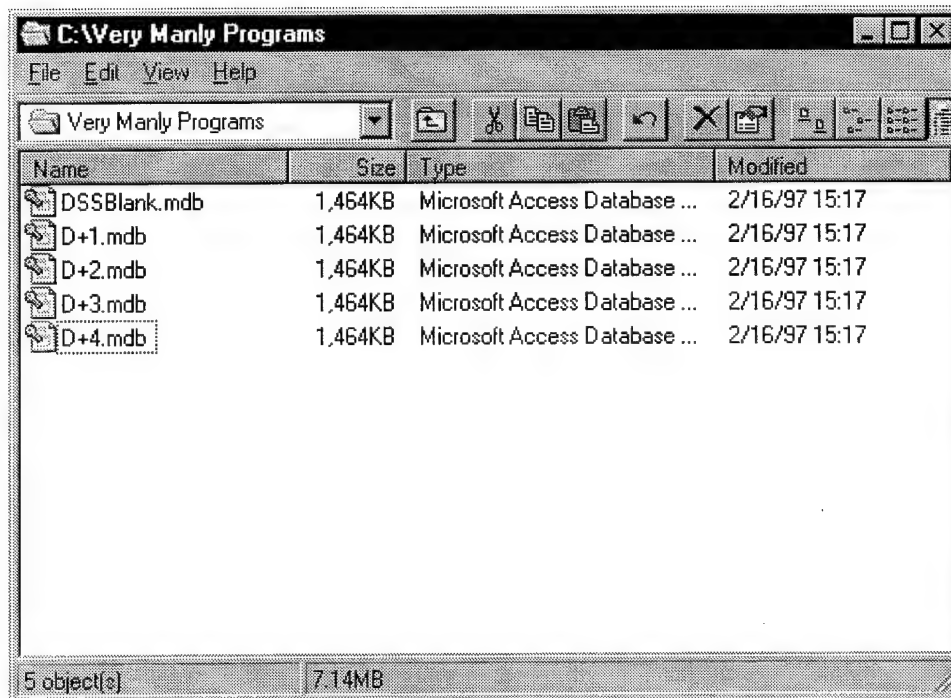 C:\Very Manly Programs
File Edit View Help
Very Manly Programs
Name Size Type Modified
DSSBlank.mdb 1,464KB Microsoft Access Database ... 2/16/97 15:17
D+1.mdb 1,464KB Microsoft Access Database ... 2/16/97 15:17
D+2.mdb 1,464KB Microsoft Access Database ... 2/16/97 15:17
D+3.mdb 1,464KB Microsoft Access Database ... 2/16/97 15:17
D+4.mdb 1,464KB Microsoft Access Database ... 2/16/97 15:17
5 object(s) 7.14MB